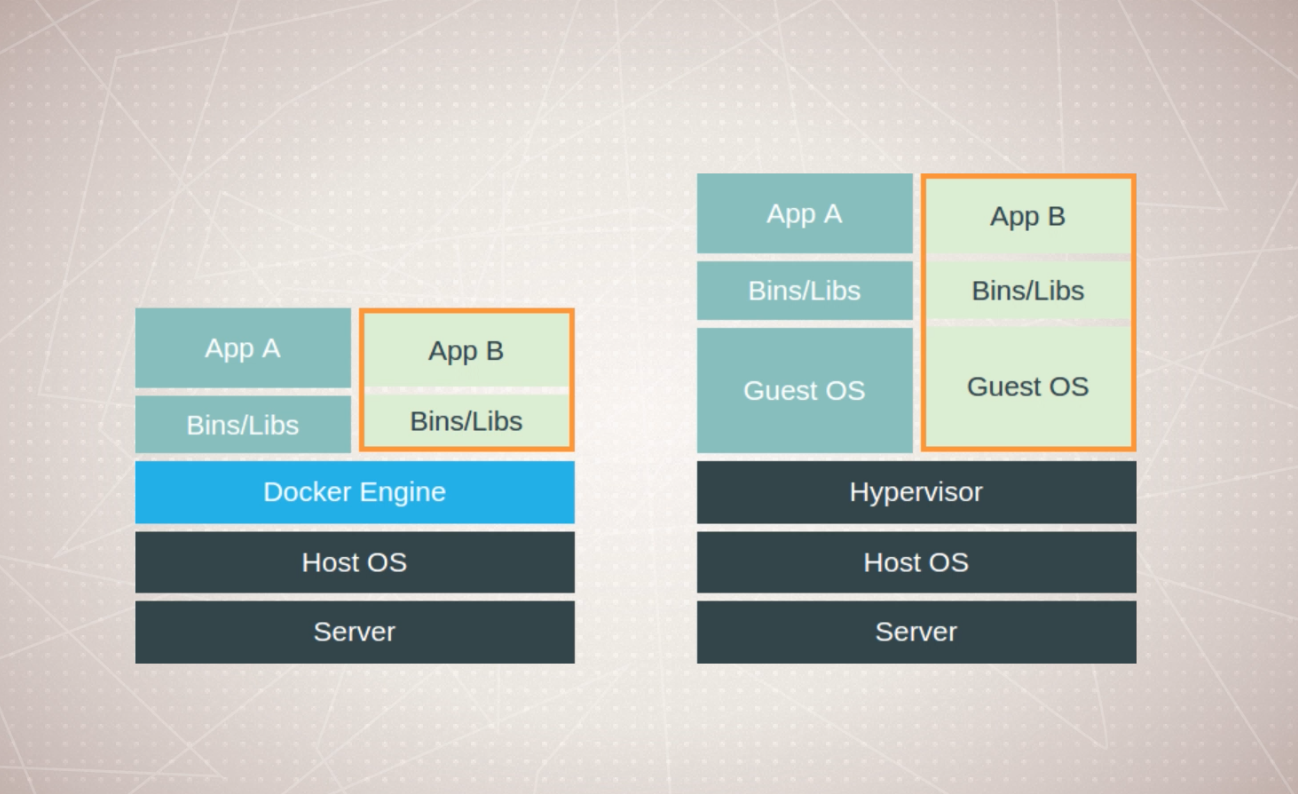 App A
App B
Bins/Libs
Bins/Libs
Docker Engine
Host OS
Server
App A
App B
Bins/Libs
Bins/Libs
Guest OS
Guest OS
Hypervisor
Host OS
Server